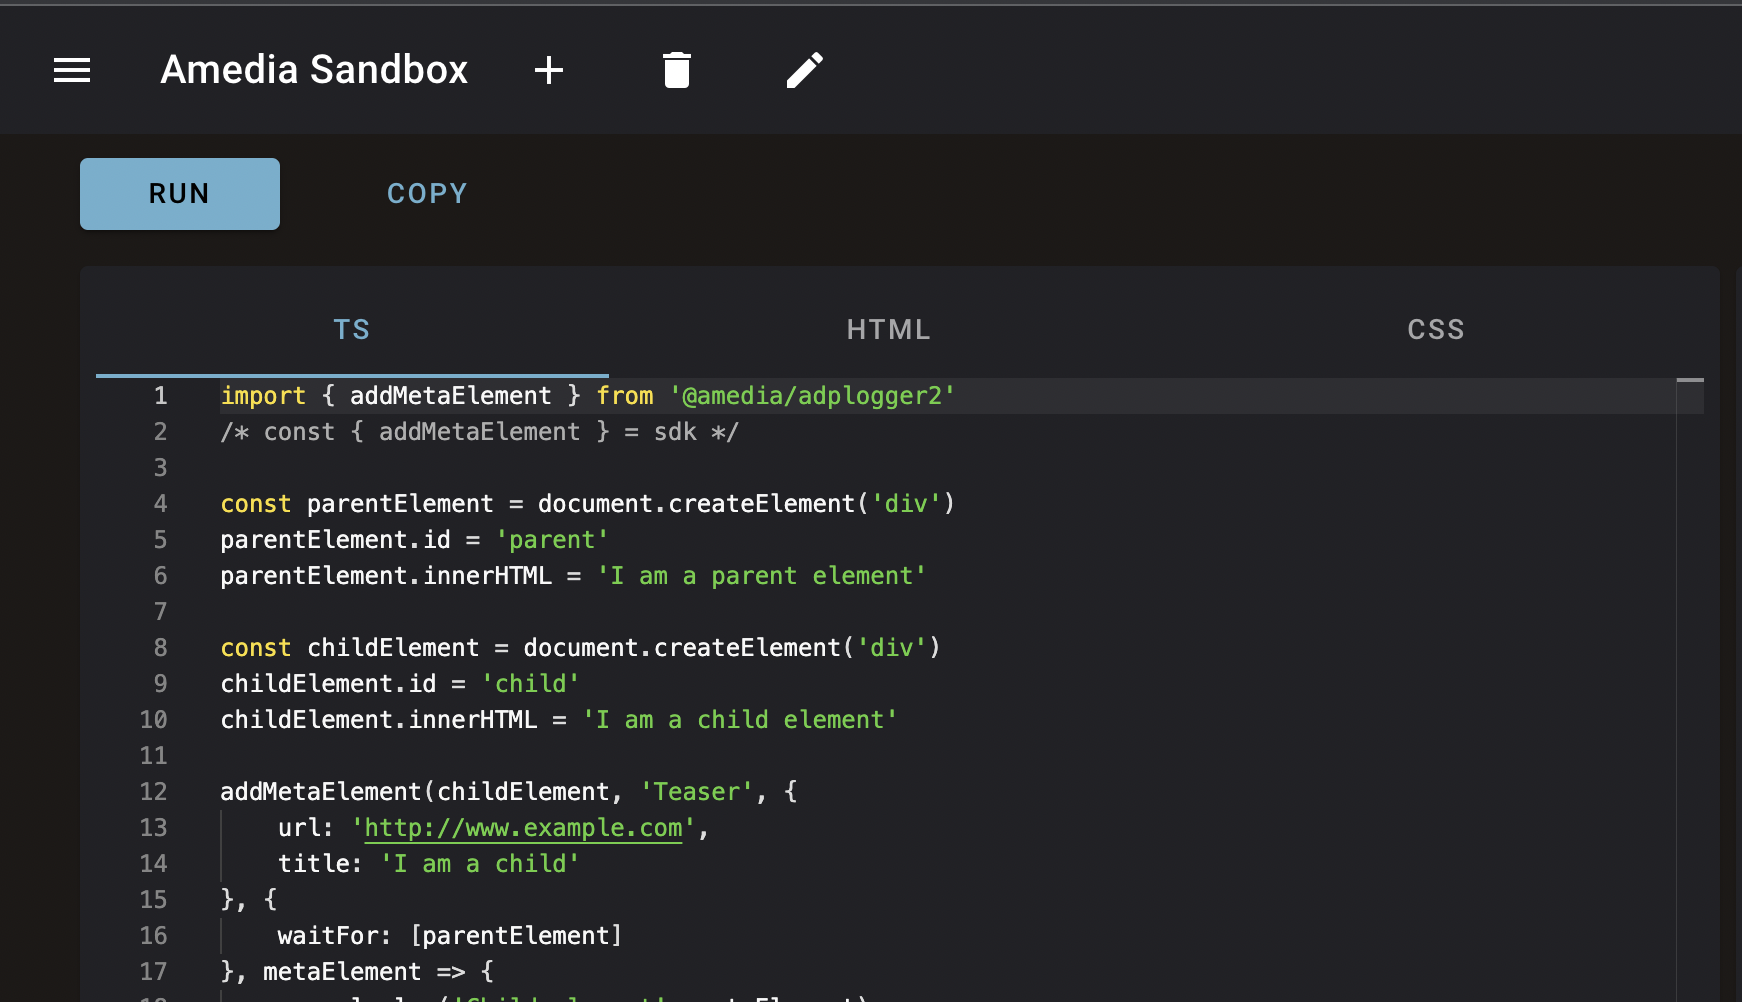 Amedia Sandbox
RUN
COPY
TS
HTML
CSS
1 import { addMetaElement } from '@amedia/adplogger2'
2 /* const { addMetaElement } = sdk */
3
4 const parentElement = document.createElement('div')
5 parentElement.id = 'parent'
6 parentElement.innerHTML = 'I am a parent element'
7
8 const childElement = document.createElement('div')
9 childElement.id = 'child'
10 childElement.innerHTML = 'I am a child element'
11
12 addMetaElement(childElement, 'Teaser', {
13 url: 'http://www.example.com',
14 title: 'I am a child'
15 }, {
16 waitFor: [parentElement]
17 }, metaElement => {